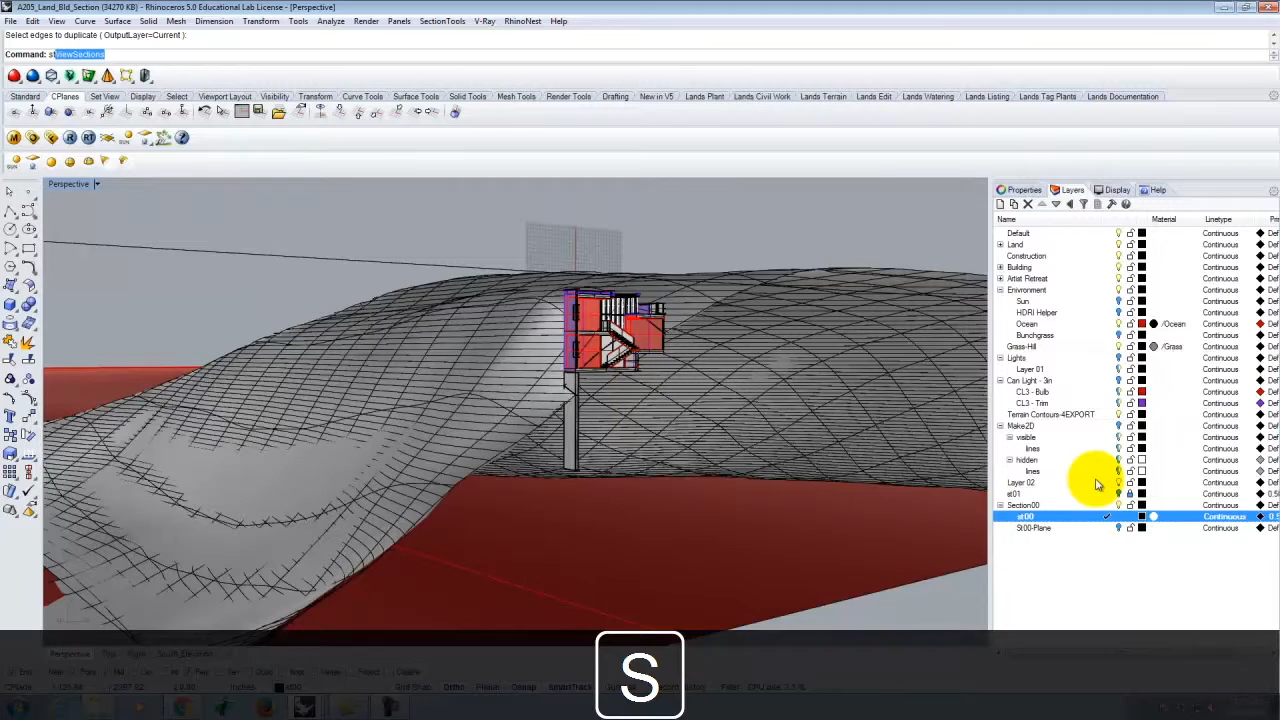 A205_Land_Bld_Section (34270 KB) - Rhinoceros 5.0 Educational Lab License - [Perspective]
File Edit View Curve Surface Solid Mesh Dimension Transform Tools Analyze Render Panels SectionTools V-Ray RhinoNest Help
Select edges to duplicate ( OutputLayer=Current ):
Command: stViewSections
Standard CPlanes Set View Display Select Viewport Layout Visibility Transform Curve Tools Surface Tools Solid Tools Mesh Tools Render Tools Drafting New in V5 Lands Plant Lands Civil Work Lands Terrain Lands Edit Lands Watering Lands Listing Lands Tag Plants Lands Documentation
Perspective
Properties Layers Display Help
Name Material Linetype
Default Continuous
Land Continuous
Construction Continuous
Building Continuous
Artist Retreat Continuous
Environment Continuous
Sun Continuous
HDRI Helper Continuous
Ocean /Ocean Continuous
Bunchgrass Continuous
Grass-Hill /Grass Continuous
Lights Continuous
Layer 01 Continuous
Can Light - 3in Continuous
CL3 - Bulb Continuous
CL3 - Trim Continuous
Terrain Contours-4EXPORT Continuous
Make2D Continuous
visible Continuous
lines Continuous
hidden Continuous
lines Continuous
Layer 02 Continuous
st01 Continuous
Section00 Continuous
st00 Continuous
St00-Plane Continuous
S